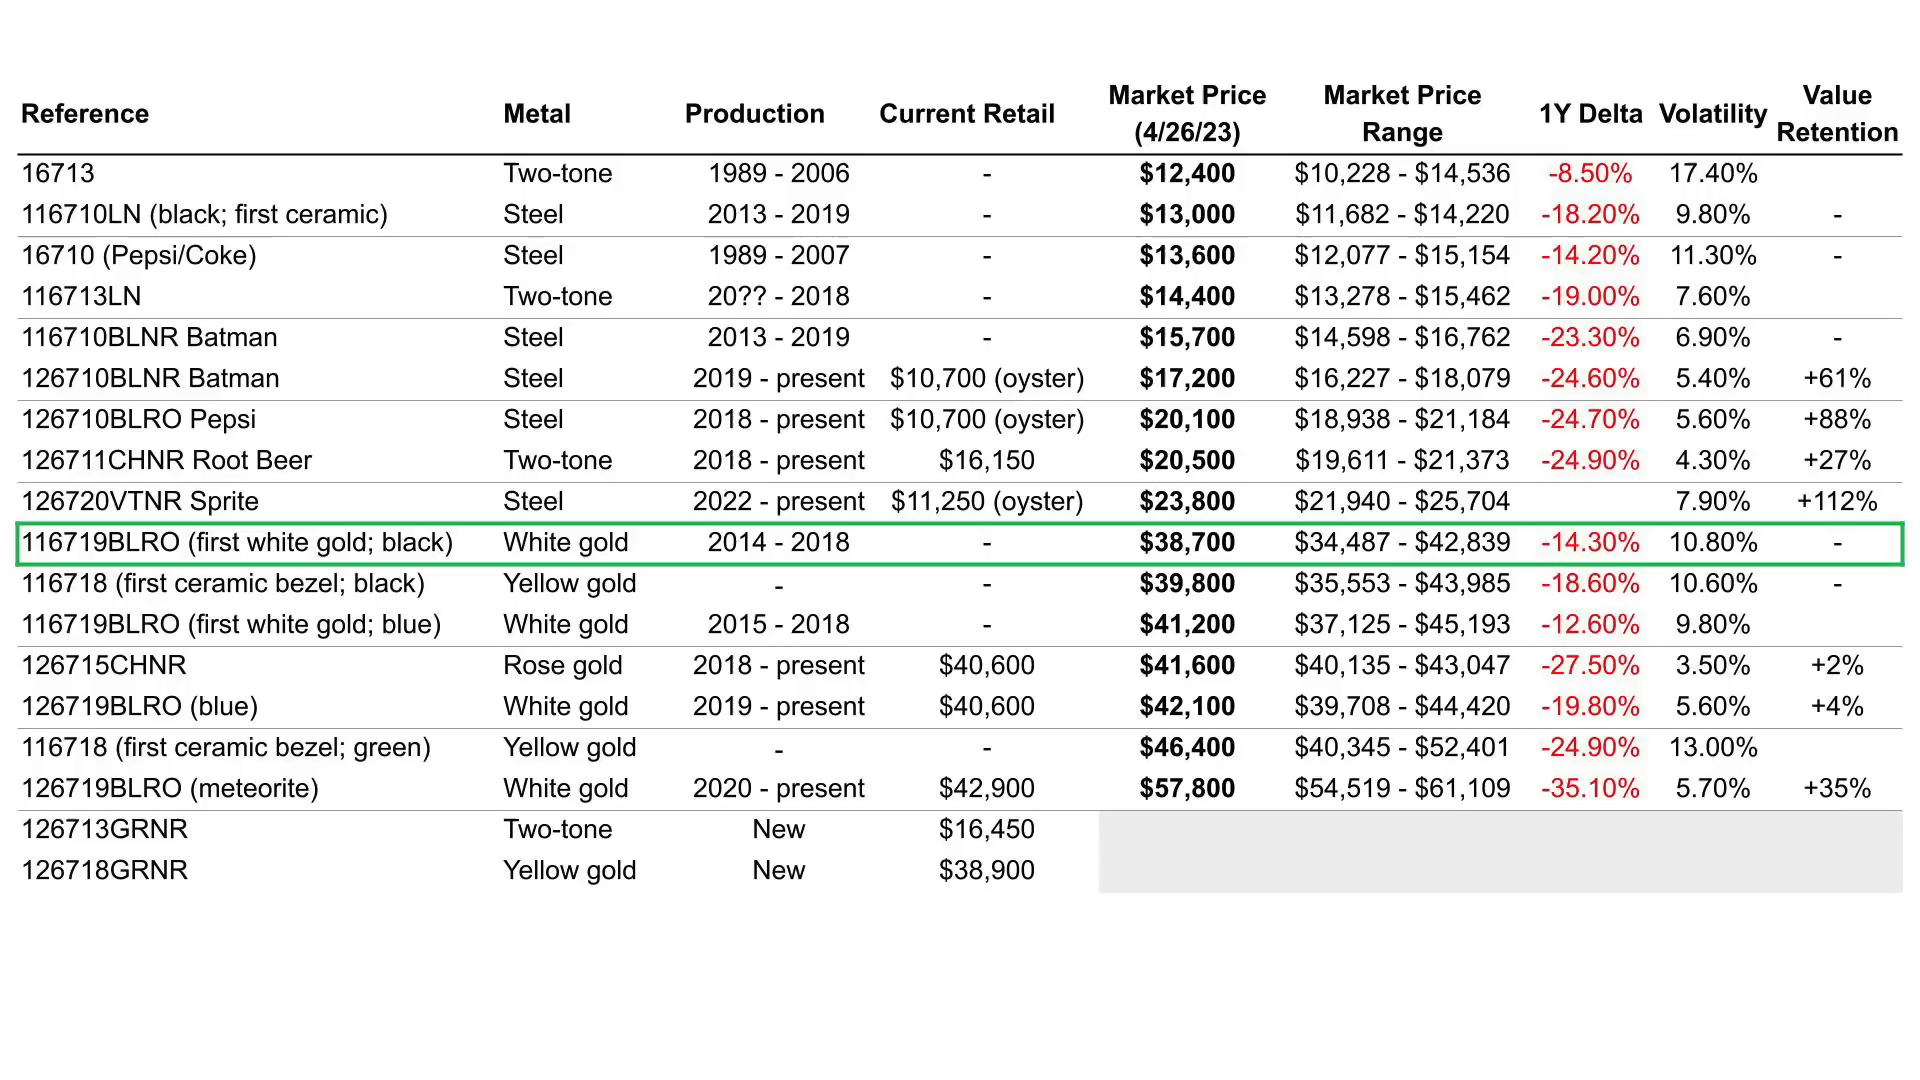 Reference Metal Production Current Retail Market Price (4/26/23) Market Price Range 1Y Delta Volatility Value Retention
16713 Two-tone 1989 - 2006 - $12,400 $10,228 - $14,536 -8.50% 17.40%
116710LN (black; first ceramic) Steel 2013 - 2019 - $13,000 $11,682 - $14,220 -18.20% 9.80% -
16710 (Pepsi/Coke) Steel 1989 - 2007 - $13,600 $12,077 - $15,154 -14.20% 11.30% -
116713LN Two-tone 20?? - 2018 - $14,400 $13,278 - $15,462 -19.00% 7.60%
116710BLNR Batman Steel 2013 - 2019 - $15,700 $14,598 - $16,762 -23.30% 6.90% -
126710BLNR Batman Steel 2019 - present $10,700 (oyster) $17,200 $16,227 - $18,079 -24.60% 5.40% +61%
126710BLRO Pepsi Steel 2018 - present $10,700 (oyster) $20,100 $18,938 - $21,184 -24.70% 5.60% +88%
126711CHNR Root Beer Two-tone 2018 - present $16,150 $20,500 $19,611 - $21,373 -24.90% 4.30% +27%
126720VTNR Sprite Steel 2022 - present $11,250 (oyster) $23,800 $21,940 - $25,704 7.90% +112%
116719BLRO (first white gold; black) White gold 2014 - 2018 - $38,700 $34,487 - $42,839 -14.30% 10.80% -
116718 (first ceramic bezel; black) Yellow gold - - $39,800 $35,553 - $43,985 -18.60% 10.60% -
116719BLRO (first white gold; blue) White gold 2015 - 2018 - $41,200 $37,125 - $45,193 -12.60% 9.80%
126715CHNR Rose gold 2018 - present $40,600 $41,600 $40,135 - $43,047 -27.50% 3.50% +2%
126719BLRO (blue) White gold 2019 - present $40,600 $42,100 $39,708 - $44,420 -19.80% 5.60% +4%
116718 (first ceramic bezel; green) Yellow gold - - $46,400 $40,345 - $52,401 -24.90% 13.00%
126719BLRO (meteorite) White gold 2020 - present $42,900 $57,800 $54,519 - $61,109 -35.10% 5.70% +35%
126713GRNR Two-tone New $16,450
126718GRNR Yellow gold New $38,900